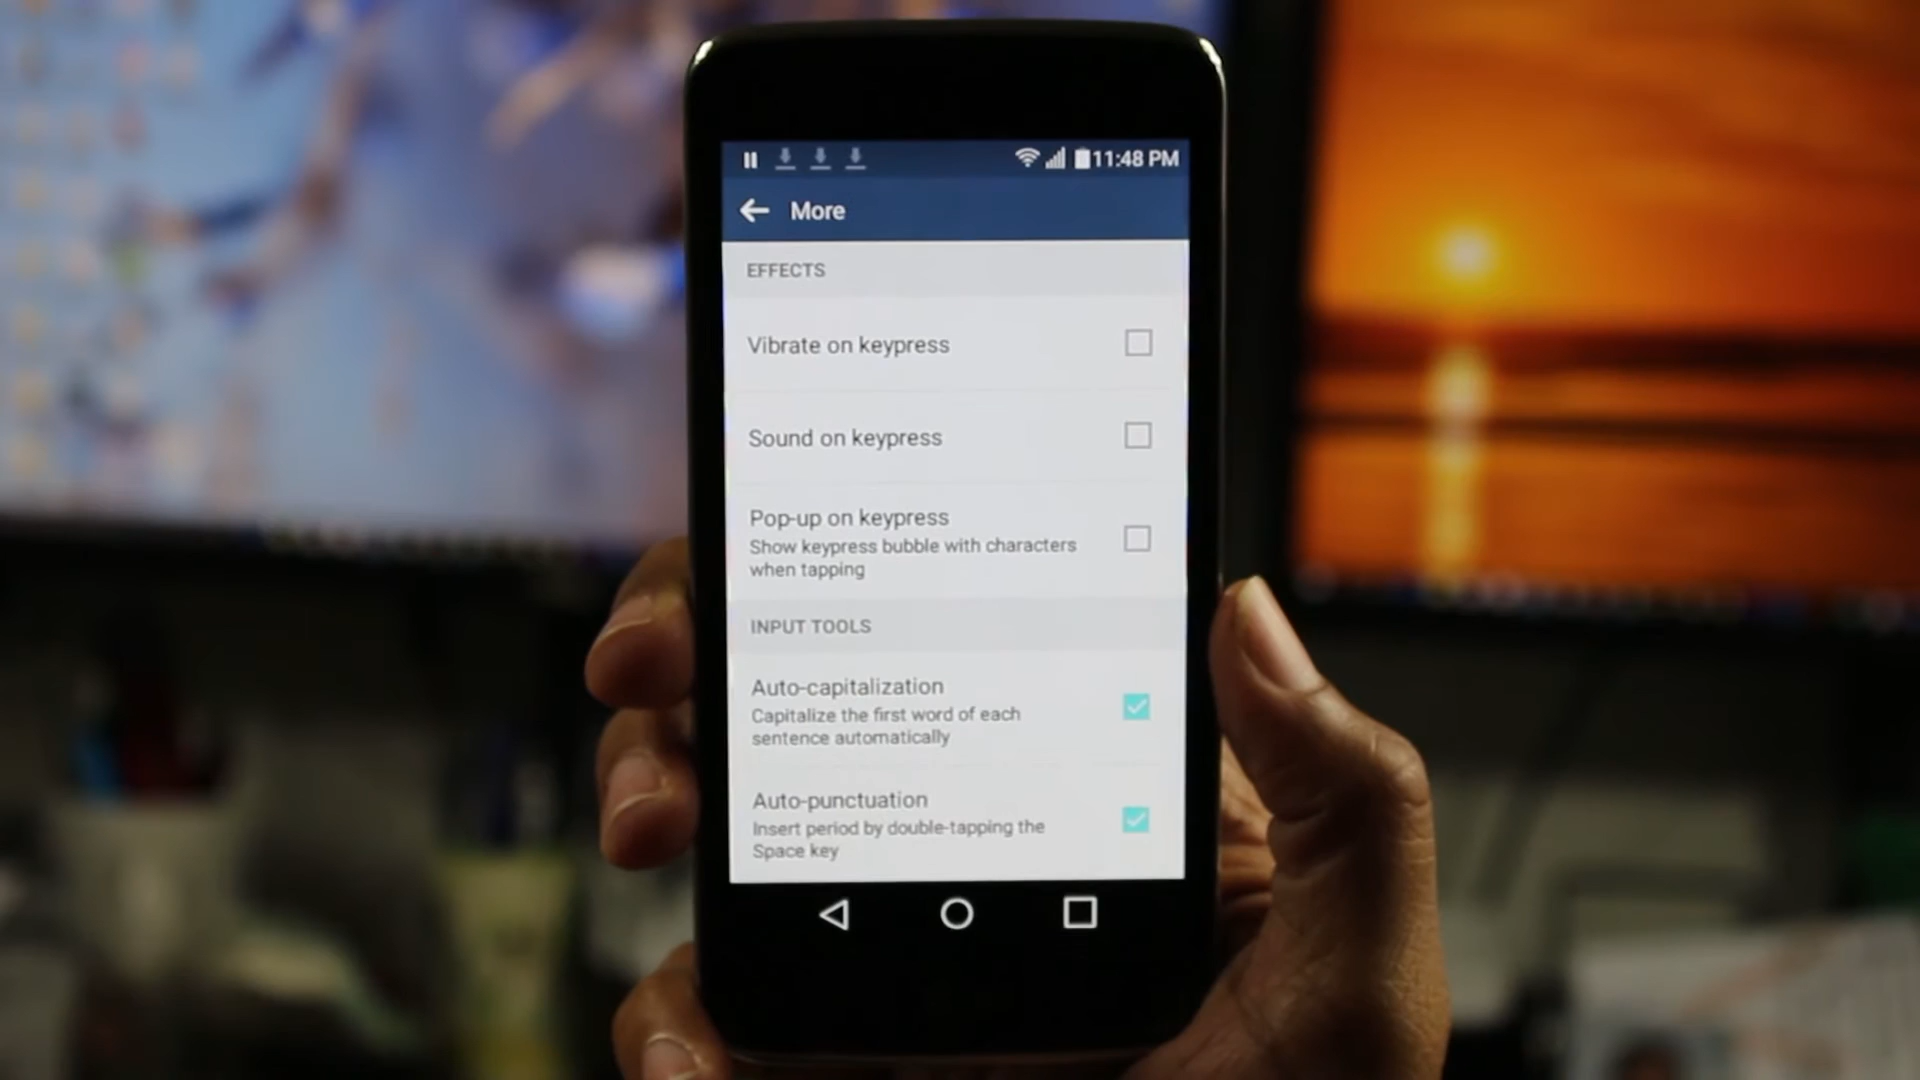 11:48 PM
More
EFFECTS
Vibrate on keypress
Sound on keypress
Pop-up on keypress
Show keypress bubble with characters
when tapping
INPUT TOOLS
Auto-capitalization
Capitalize the first word of each
sentence automatically
Auto-punctuation
Insert period by double-tapping the
Space key